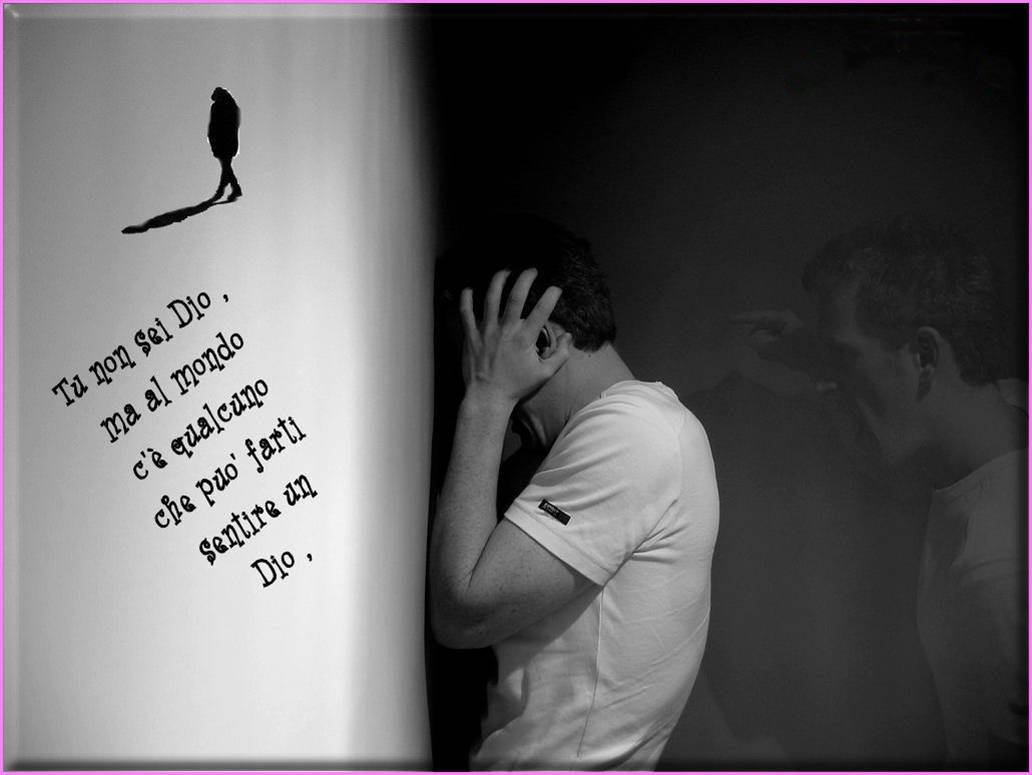 Tu non sei Dio ,
ma al mondo
c'è qualcuno
che puo' farti
sentire un
Dio ,